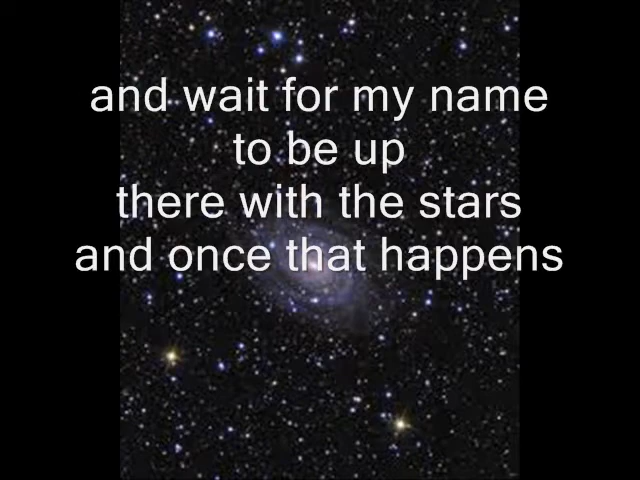 and wait for my name
to be up
there with the stars
and once that happens